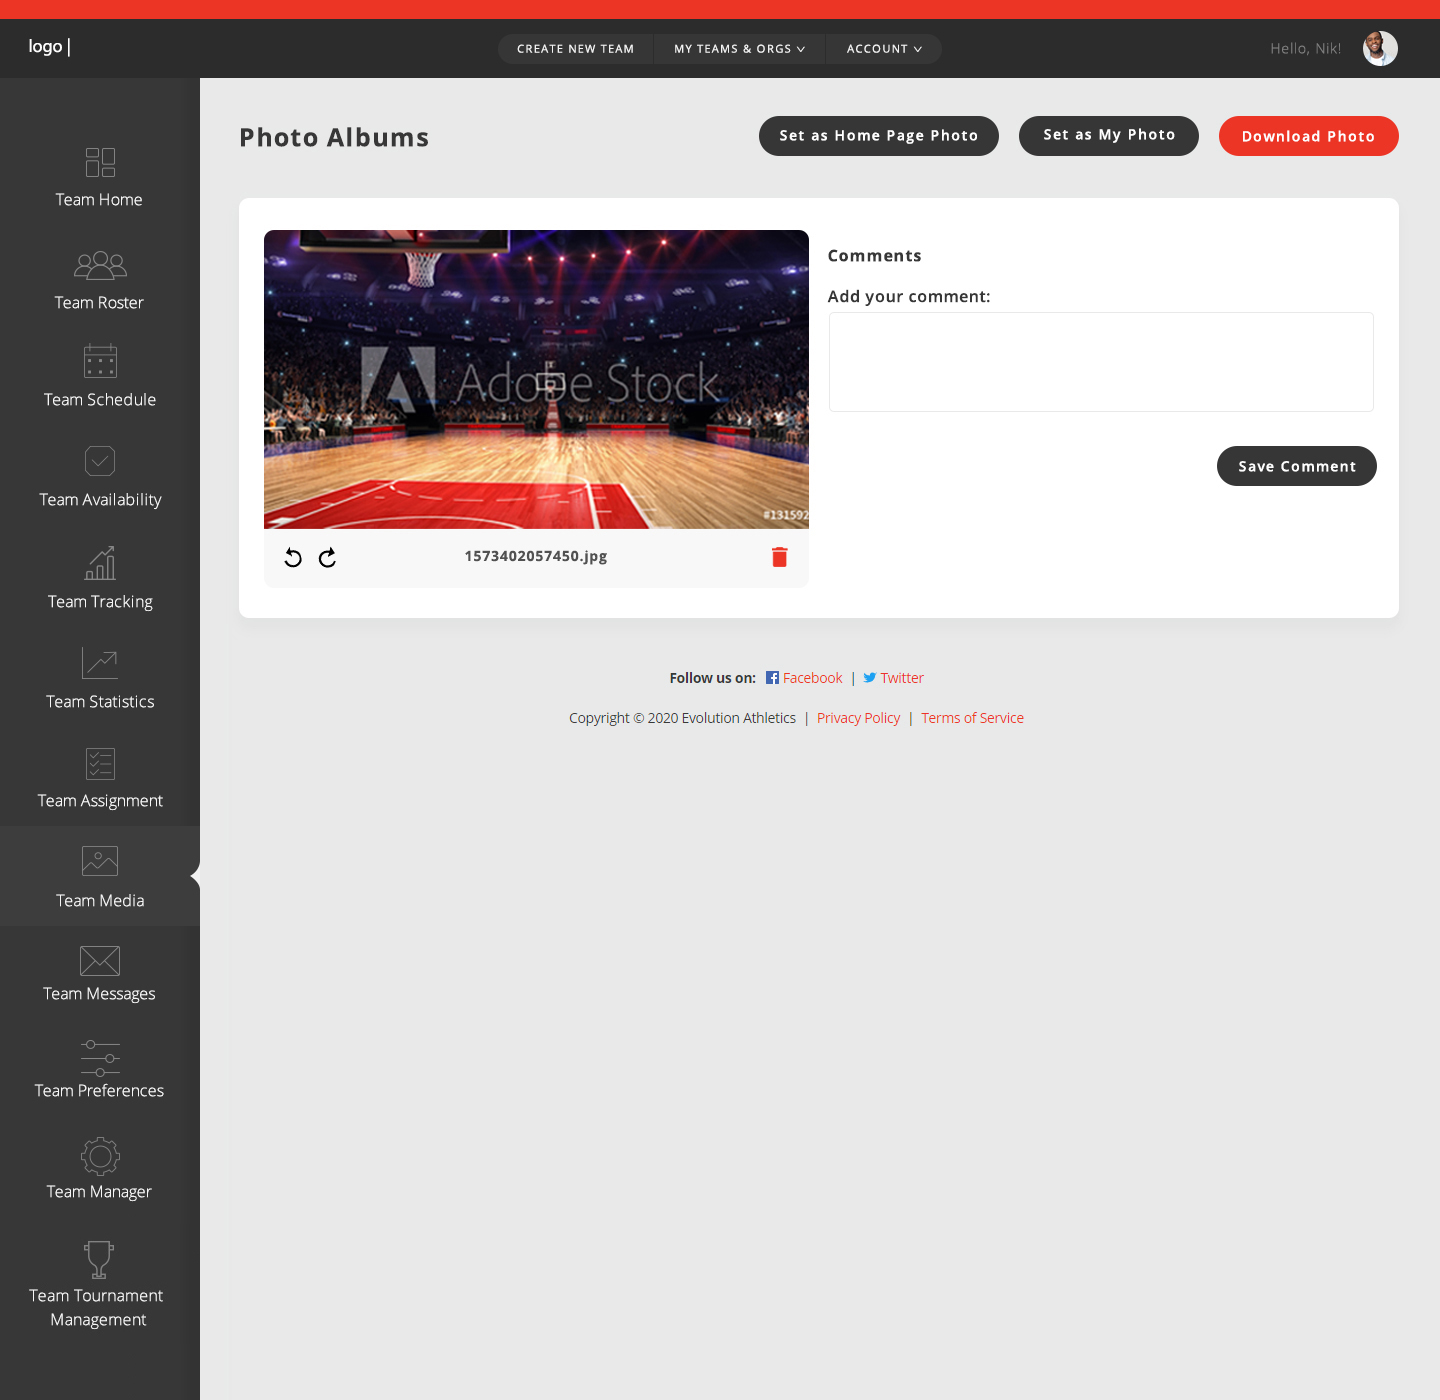 logo |
CREATE NEW TEAM
MY TEAMS & ORGS
ACCOUNT
Hello, Nik!
Photo Albums
Set as Home Page Photo
Set as My Photo
Download Photo
Team Home
Team Roster
Team Schedule
Team Availability
Team Tracking
Team Statistics
Team Assignment
Team Media
Team Messages
Team Preferences
Team Manager
Team Tournament
Management
Adobe Stock
#131592
1573402057450.jpg
Comments
Add your comment:
Save Comment
Follow us on: Facebook | Twitter
Copyright © 2020 Evolution Athletics | Privacy Policy | Terms of Service